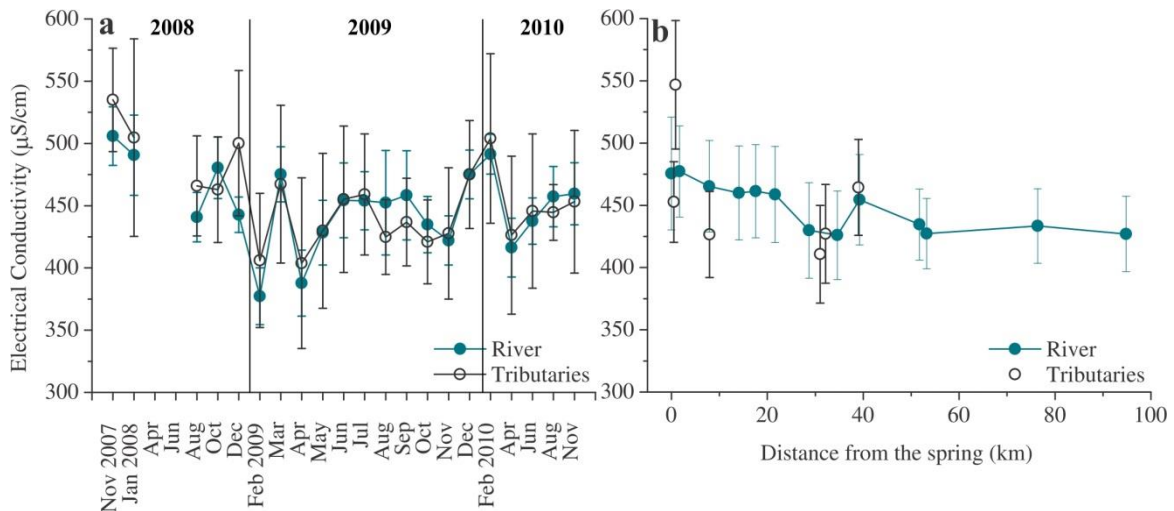 a
2008
2009
2010
Electrical Conductivity (μS/cm)
600
550
500
450
400
350
300
River
Tributaries
Nov 2007
Jan 2008
Apr
Jun
Aug
Oct
Dec
Feb 2009
Mar
Apr
May
Jun
Jul
Aug
Sep
Oct
Nov
Dec
Feb 2010
Apr
Jun
Aug
Nov
b
600
550
500
450
400
350
300
River
Tributaries
0 20 40 60 80 100
Distance from the spring (km)